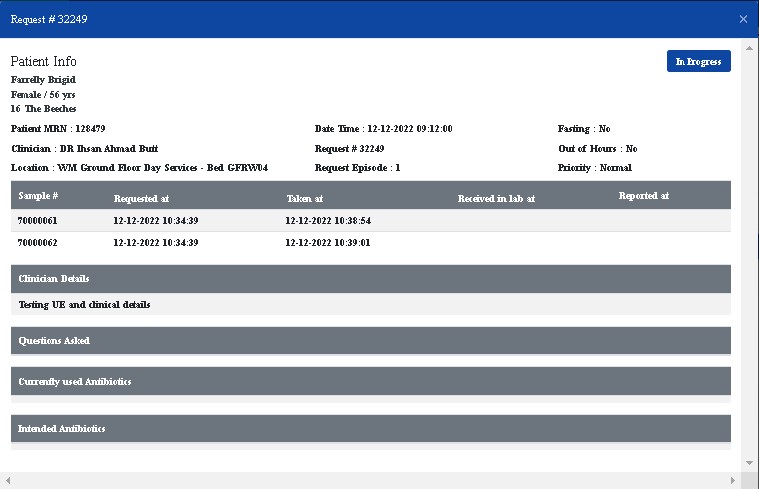 Request # 32249
Patient Info
In Progress
Farrelly Brigid
Female / 56 yrs
16 The Beeches
Patient MRN : 128479 Date Time : 12-12-2022 09:12:00 Fasting : No
Clinician : DR Ihsan Ahmad Butt Request # 32249 Out of Hours : No
Location : WM Ground Floor Day Services - Bed GFRW04 Request Episode : 1 Priority : Normal
Sample # Requested at Taken at Received in lab at Reported at
70000061 12-12-2022 10:34:39 12-12-2022 10:38:54
70000062 12-12-2022 10:34:39 12-12-2022 10:39:01
Clinician Details
Testing UE and clinical details
Questions Asked
Currently used Antibiotics
Intended Antibiotics